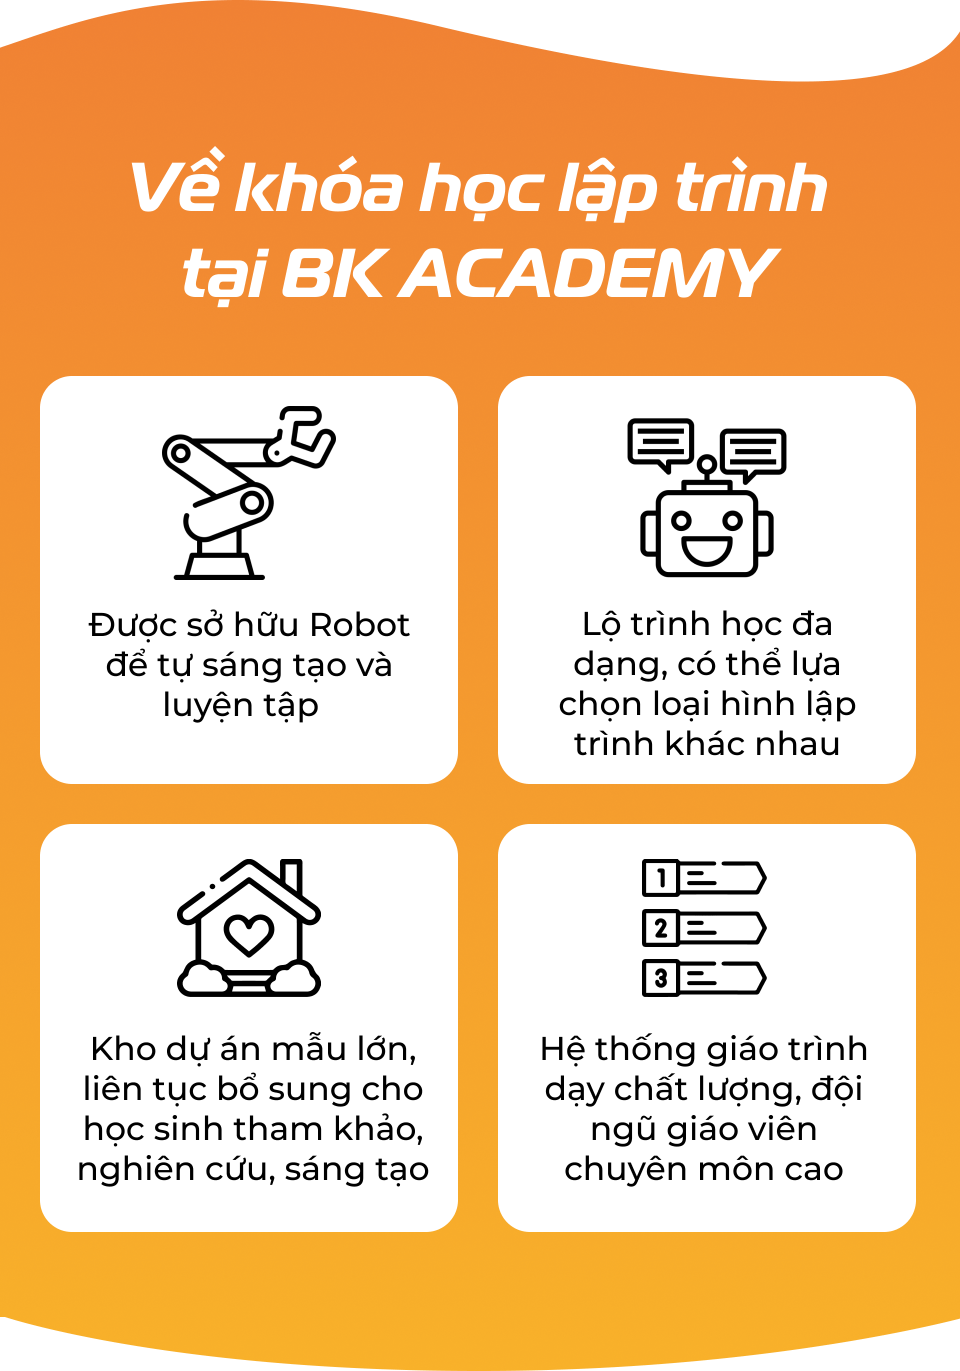 Về khóa học lập trình
tại BK ACADEMY
Được sở hữu Robot
để tự sáng tạo và
luyện tập
Lộ trình học đa
dạng, có thể lựa
chọn loại hình lập
trình khác nhau
Kho dự án mẫu lớn,
liên tục bổ sung cho
học sinh tham khảo,
nghiên cứu, sáng tạo
1
2
3
Hệ thống giáo trình
dạy chất lượng, đội
ngũ giáo viên
chuyên môn cao